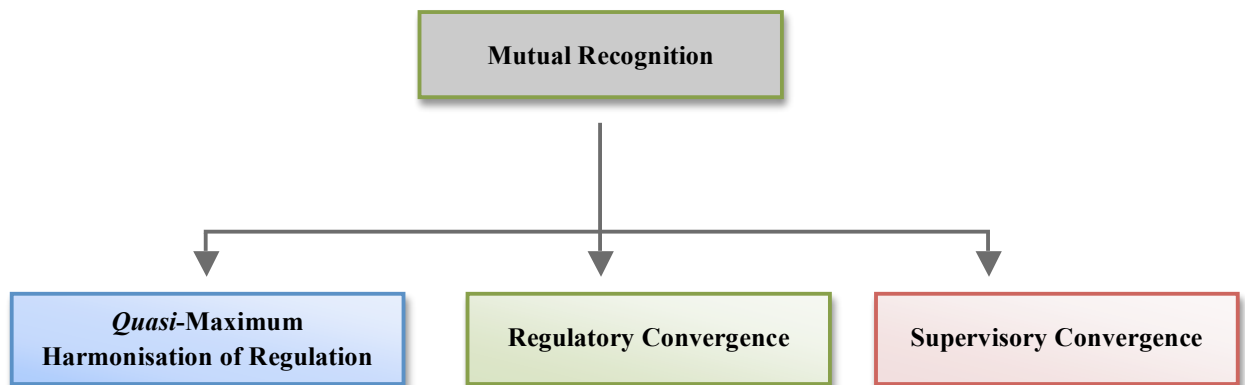 Mutual Recognition
Quasi-Maximum
Harmonisation of Regulation
Regulatory Convergence
Supervisory Convergence